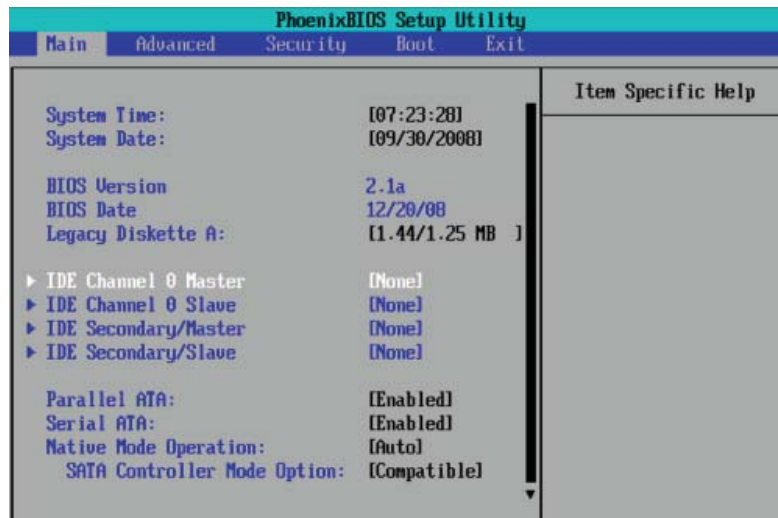 PhoenixBIOS Setup Utility
Main Advanced Security Boot Exit
Item Specific Help
System Time: [07:23:28]
System Date: [09/30/2008]
BIOS Version 2.1a
BIOS Date 12/20/08
Legacy Diskette A: [1.44/1.25 MB ]
IDE Channel 0 Master [None]
IDE Channel 0 Slave [None]
IDE Secondary/Master [None]
IDE Secondary/Slave [None]
Parallel ATA: [Enabled]
Serial ATA: [Enabled]
Native Mode Operation: [Auto]
SATA Controller Mode Option: [Compatible]